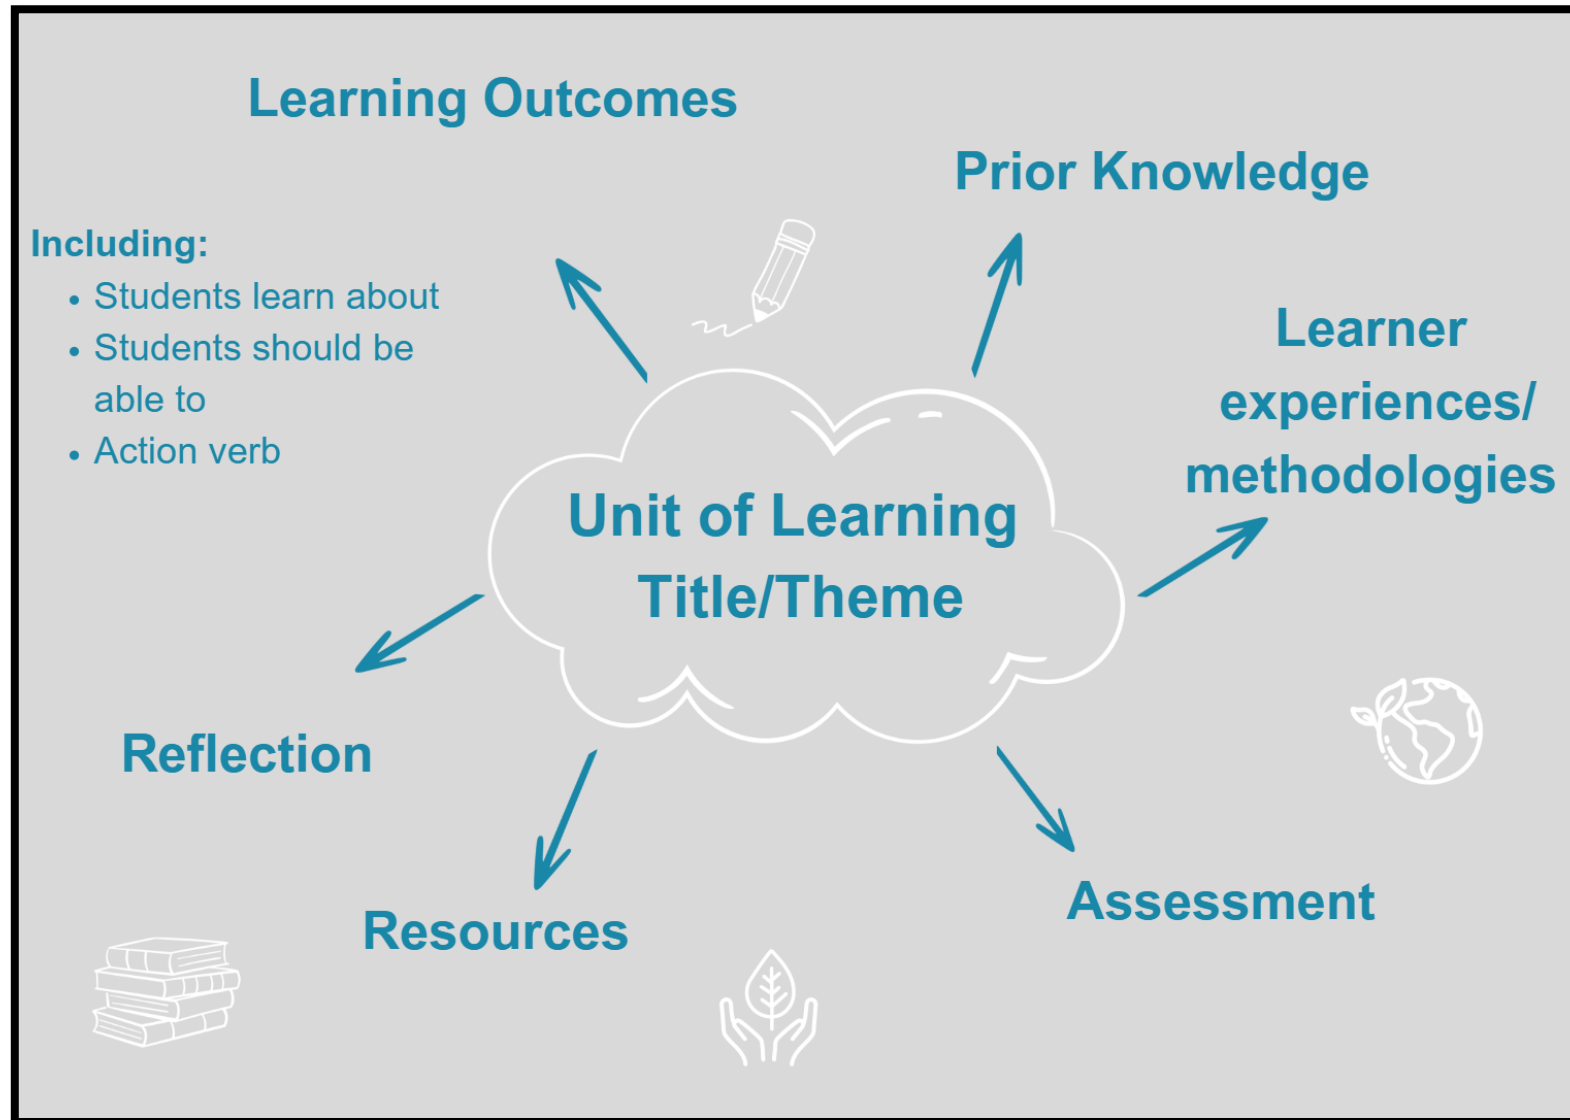 Learning Outcomes
Prior Knowledge
Including:
• Students learn about
• Students should be
able to
• Action verb
Learner
experiences/
methodologies
Unit of Learning
Title/Theme
Reflection
Resources
Assessment